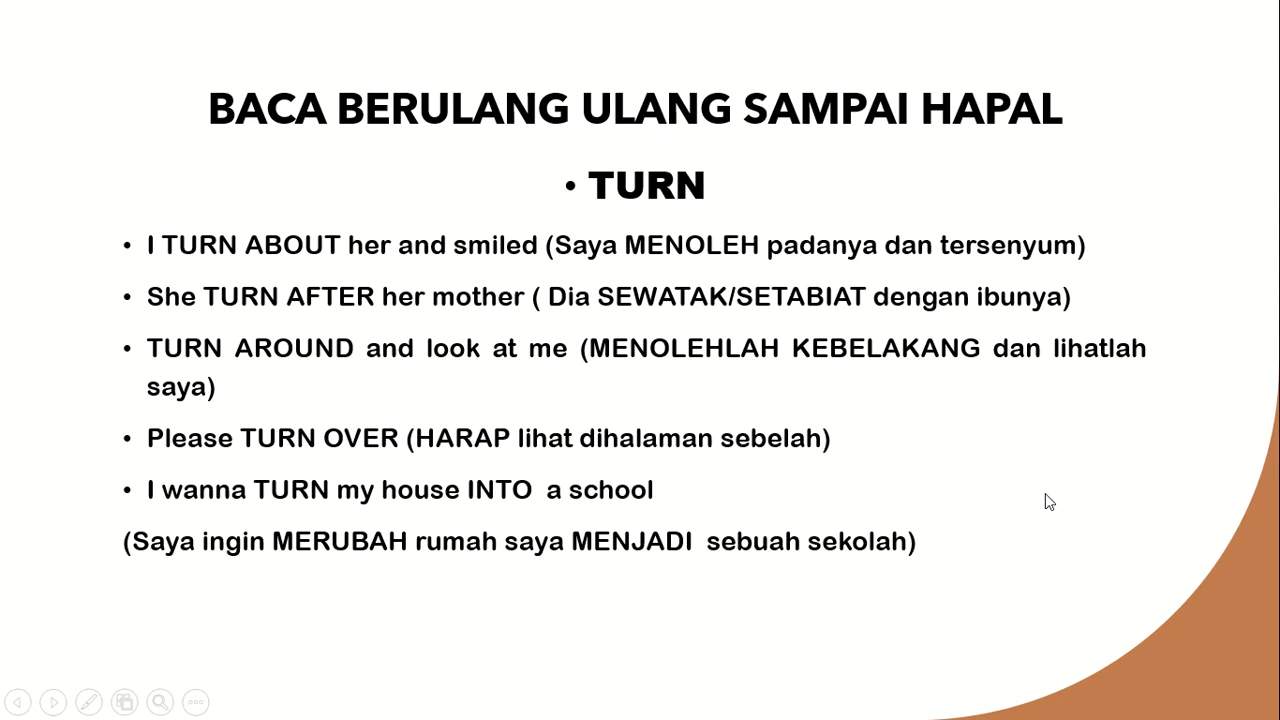 BACA BERULANG ULANG SAMPAI HAPAL
• TURN
• I TURN ABOUT her and smiled (Saya MENOLEH padanya dan tersenyum)
• She TURN AFTER her mother ( Dia SEWATAK/SETABIAT dengan ibunya)
• TURN AROUND and look at me (MENOLEHLAH KEBELAKANG dan lihatlah
saya)
• Please TURN OVER (HARAP lihat dihalaman sebelah)
• I wanna TURN my house INTO  a school
(Saya ingin MERUBAH rumah saya MENJADI  sebuah sekolah)